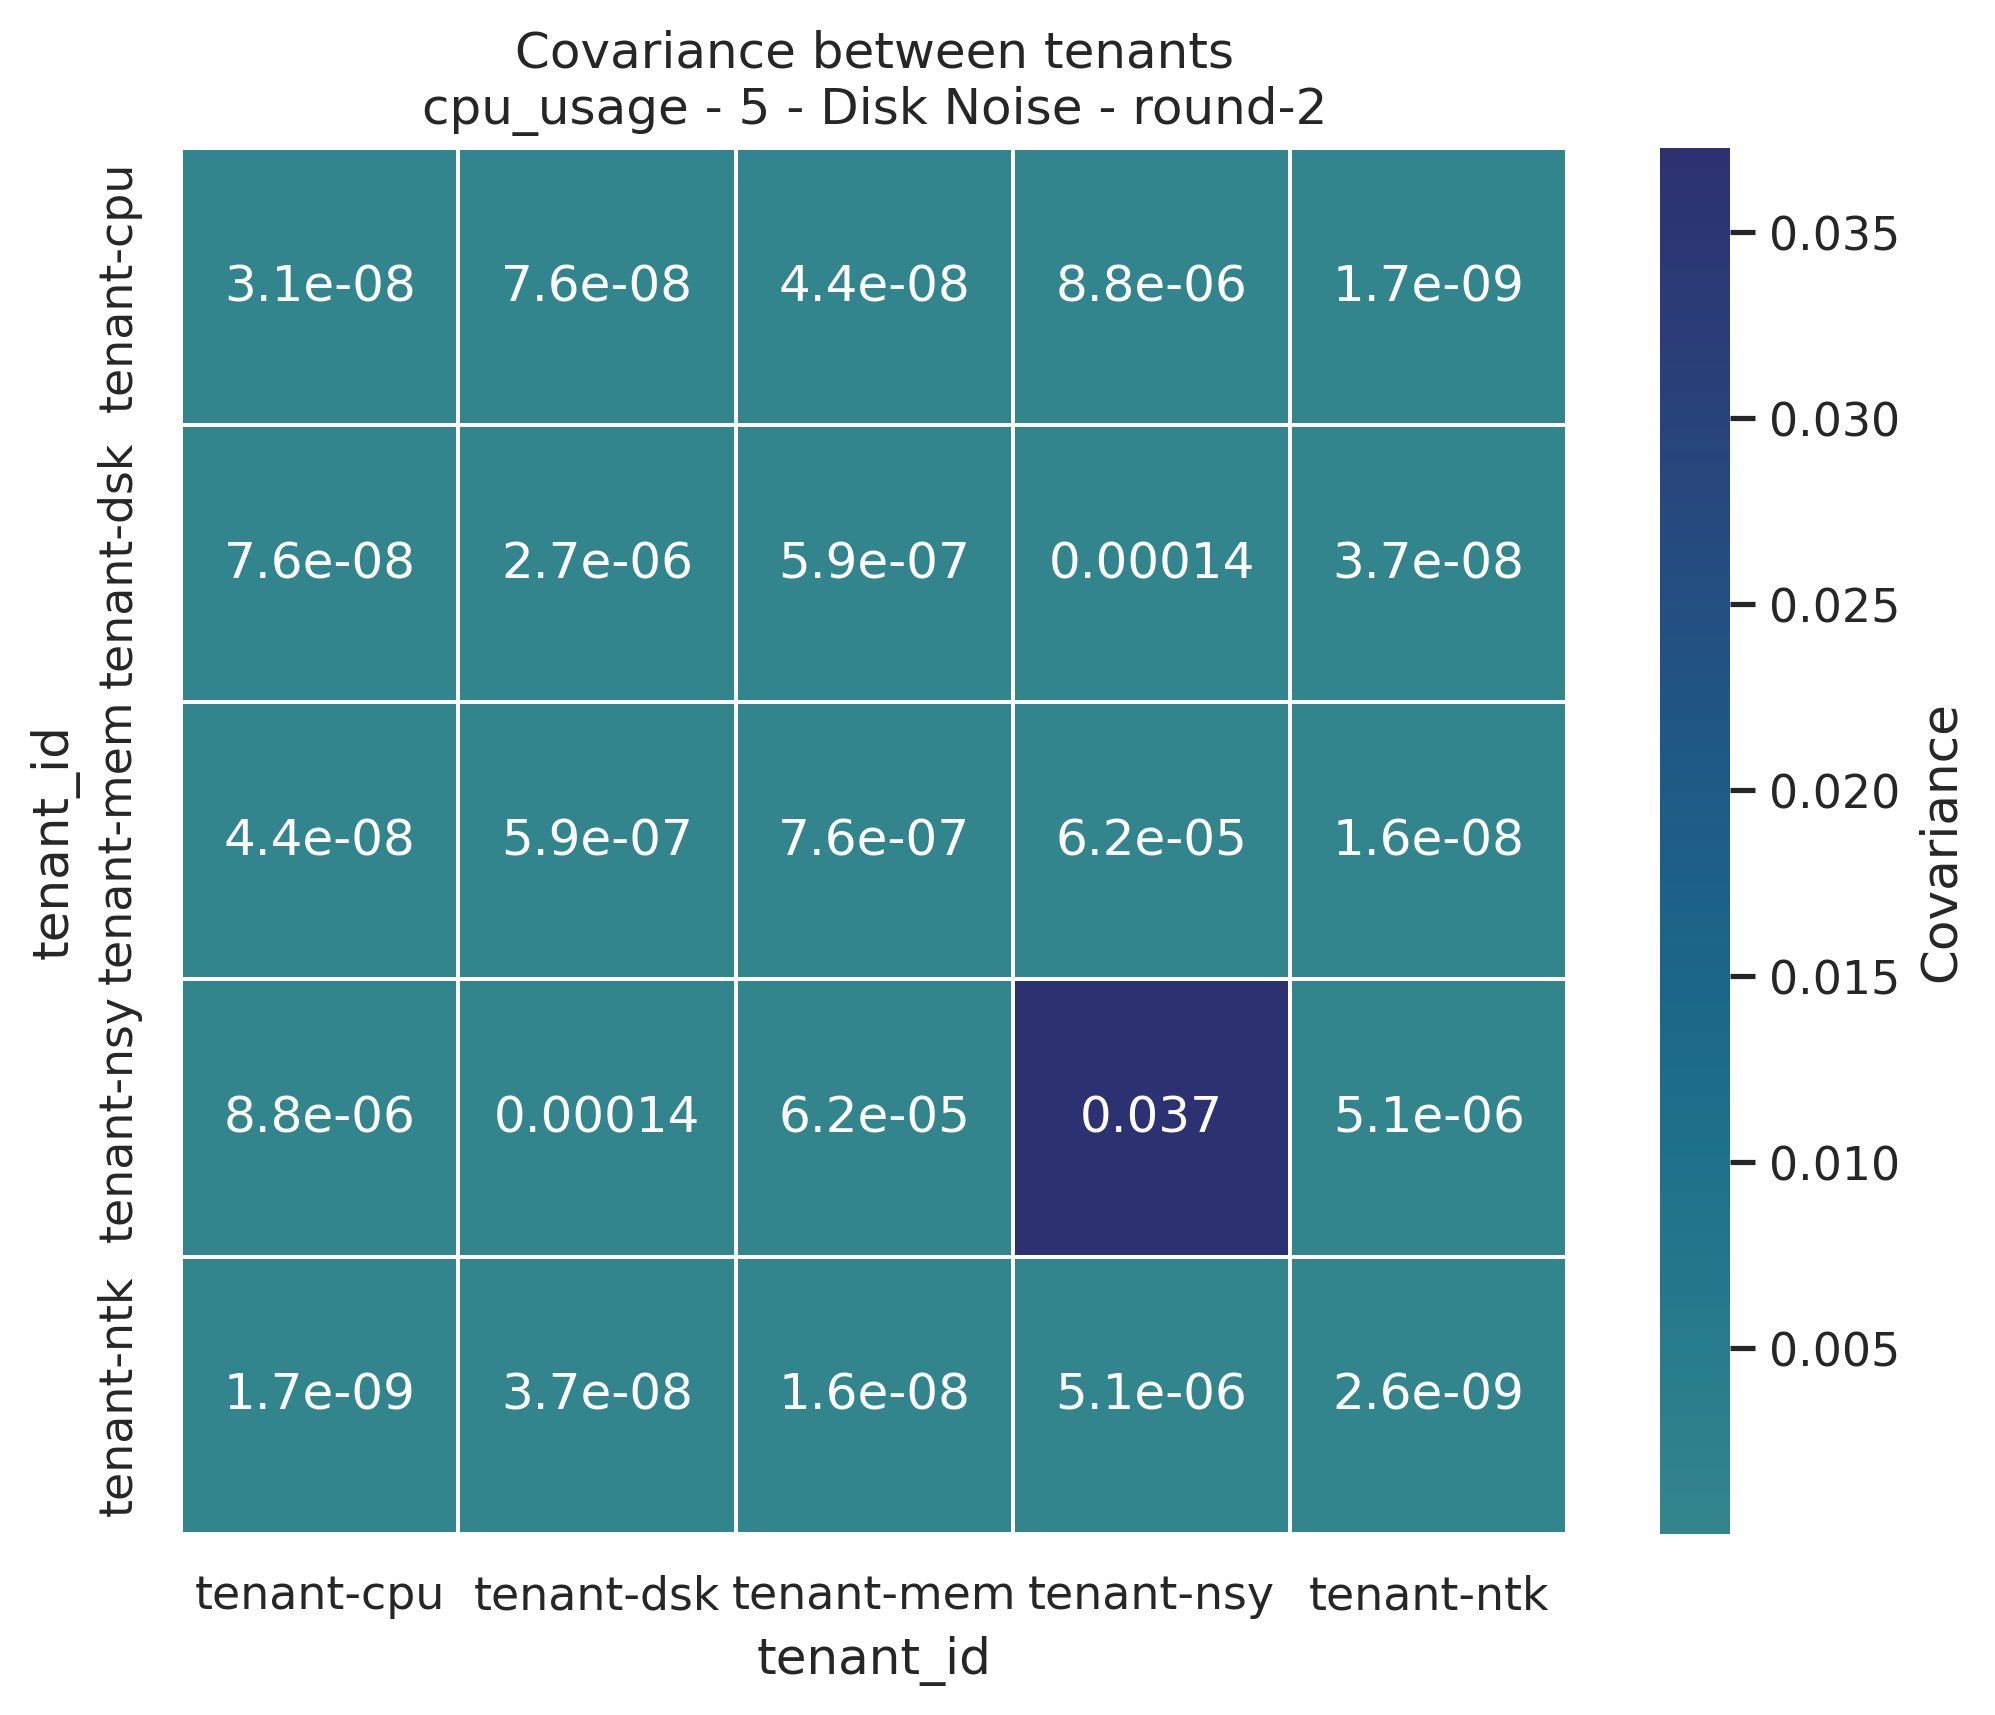 Covariance between tenants
cpu_usage - 5 - Disk Noise - round-2
tenant_id
tenant-cpu
3.1e-08 7.6e-08 4.4e-08 8.8e-06 1.7e-09
tenant-dsk
7.6e-08 2.7e-06 5.9e-07 0.00014 3.7e-08
tenant-mem
4.4e-08 5.9e-07 7.6e-07 6.2e-05 1.6e-08
tenant-nsy
8.8e-06 0.00014 6.2e-05 0.037 5.1e-06
tenant-ntk
1.7e-09 3.7e-08 1.6e-08 5.1e-06 2.6e-09
tenant-cpu tenant-dsk tenant-mem tenant-nsy tenant-ntk
tenant_id
0.035
0.030
0.025
0.020
0.015
0.010
0.005
Covariance